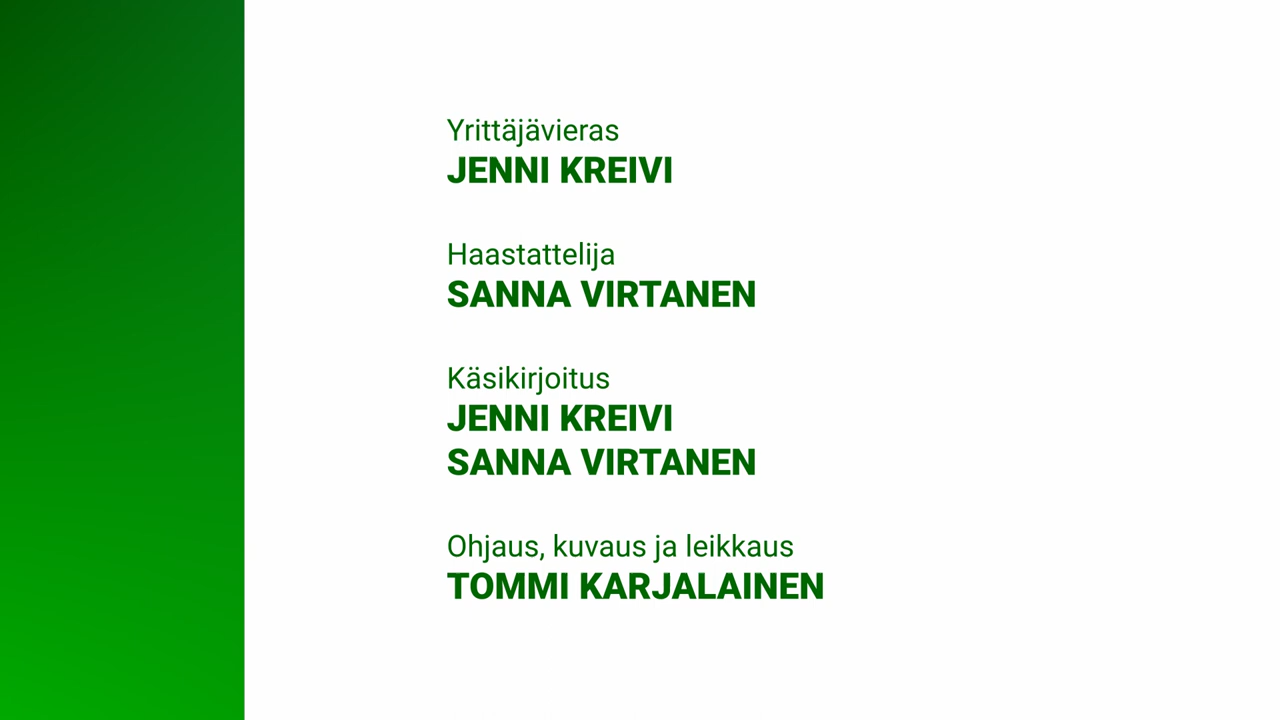 Yrittäjävieras
JENNI KREIVI
Haastattelija
SANNA VIRTANEN
Käsikirjoitus
JENNI KREIVI
SANNA VIRTANEN
Ohjaus, kuvaus ja leikkaus
TOMMI KARJALAINEN